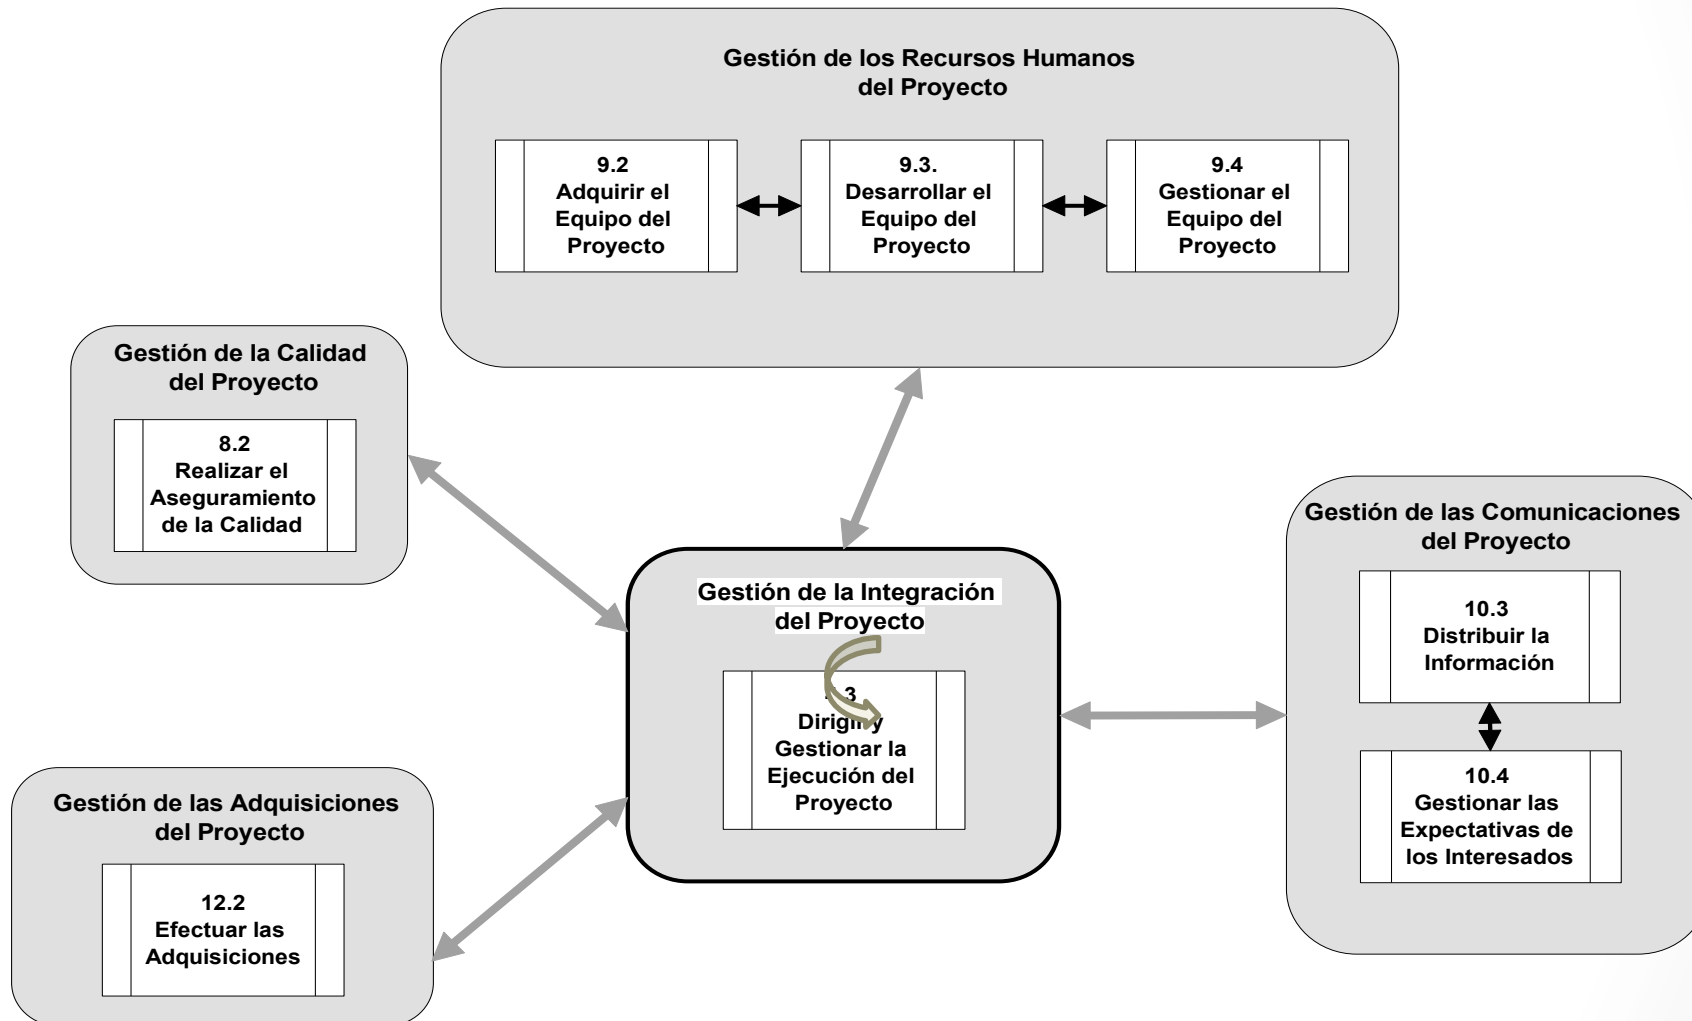 Gestión de los Recursos Humanos
del Proyecto
9.2
Adquirir el
Equipo del
Proyecto
9.3.
Desarrollar el
Equipo del
Proyecto
9.4
Gestionar el
Equipo del
Proyecto
Gestión de la Calidad
del Proyecto
8.2
Realizar el
Aseguramiento
de la Calidad
Gestión de la Integración
del Proyecto
.3
Dirigir y
Gestionar la
Ejecución del
Proyecto
Gestión de las Comunicaciones
del Proyecto
10.3
Distribuir la
Información
10.4
Gestionar las
Expectativas de
los Interesados
Gestión de las Adquisiciones
del Proyecto
12.2
Efectuar las
Adquisiciones